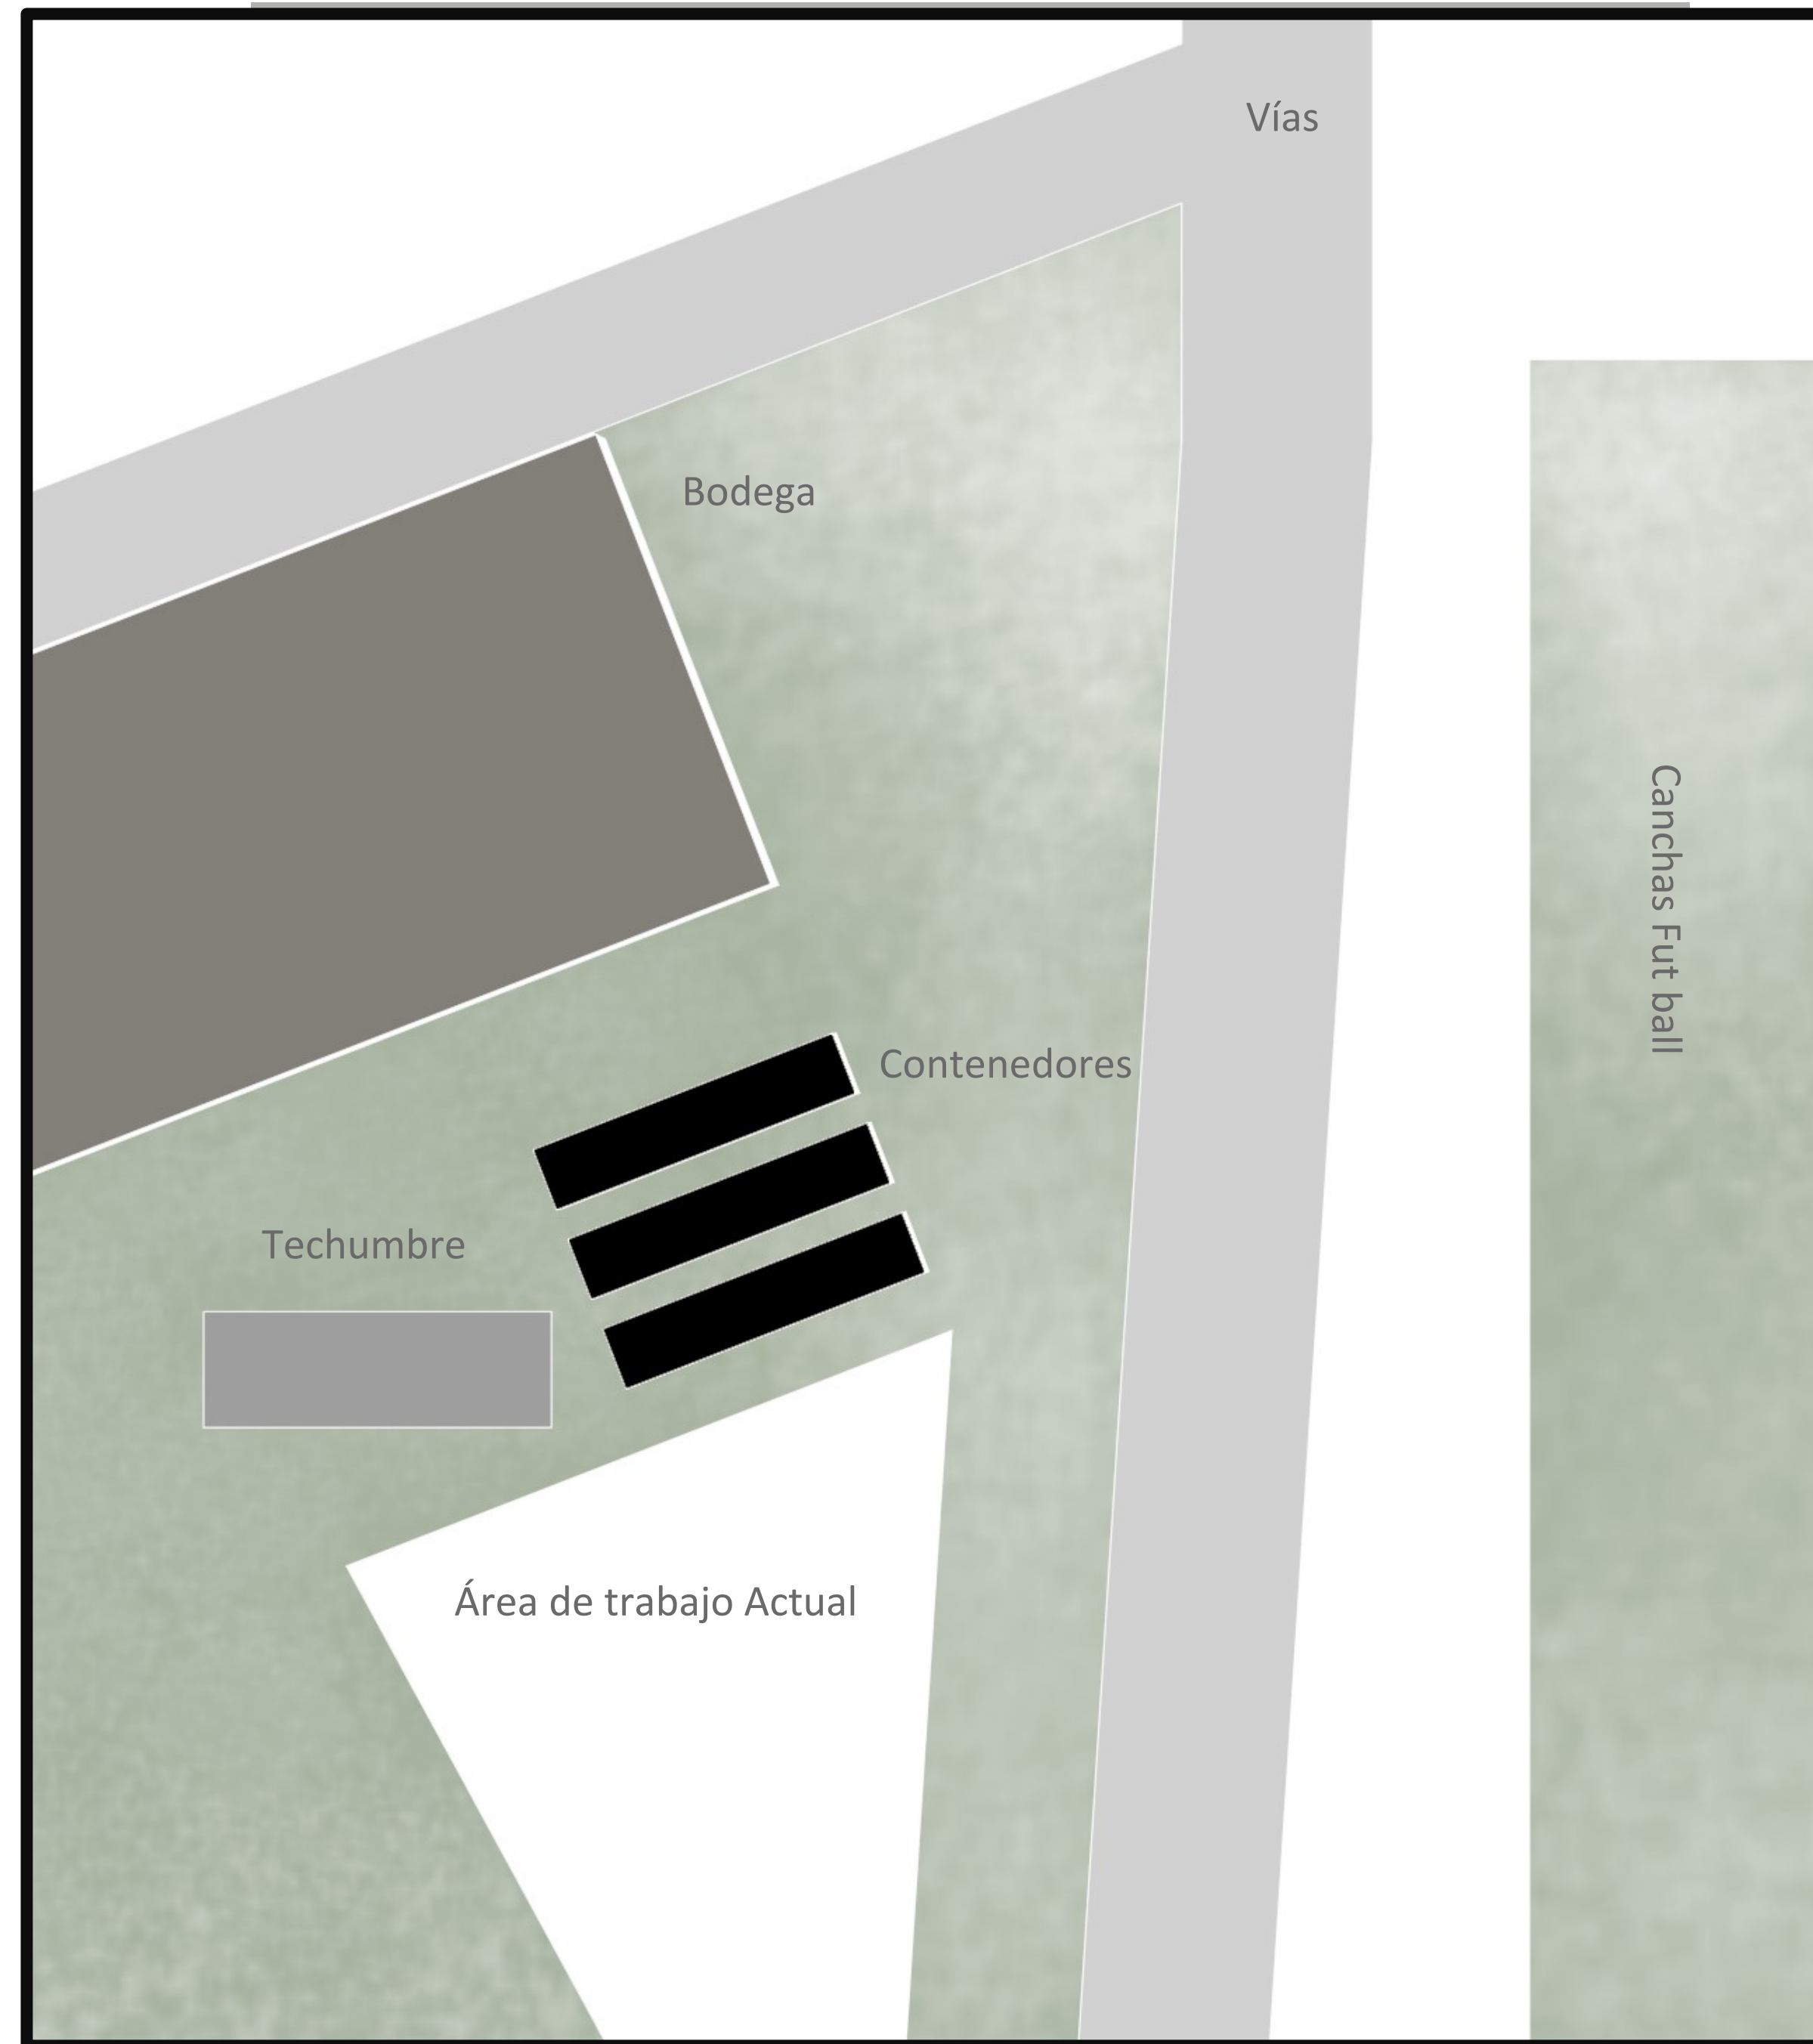 Vías
Bodega
Canchas Fut ball
Contenedores
Techumbre
Área de trabajo Actual